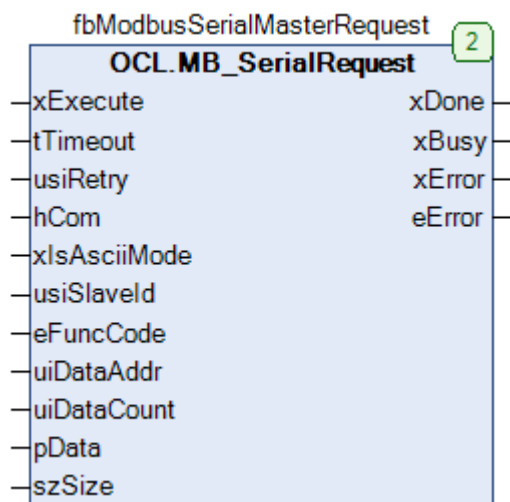 fbModbusSerialMasterRequest
2
OCL.MB_SerialRequest
xExecute xDone
tTimeout xBusy
usiRetry xError
hCom eError
xIsAsciiMode
usiSlaveId
eFuncCode
uiDataAddr
uiDataCount
pData
szSize